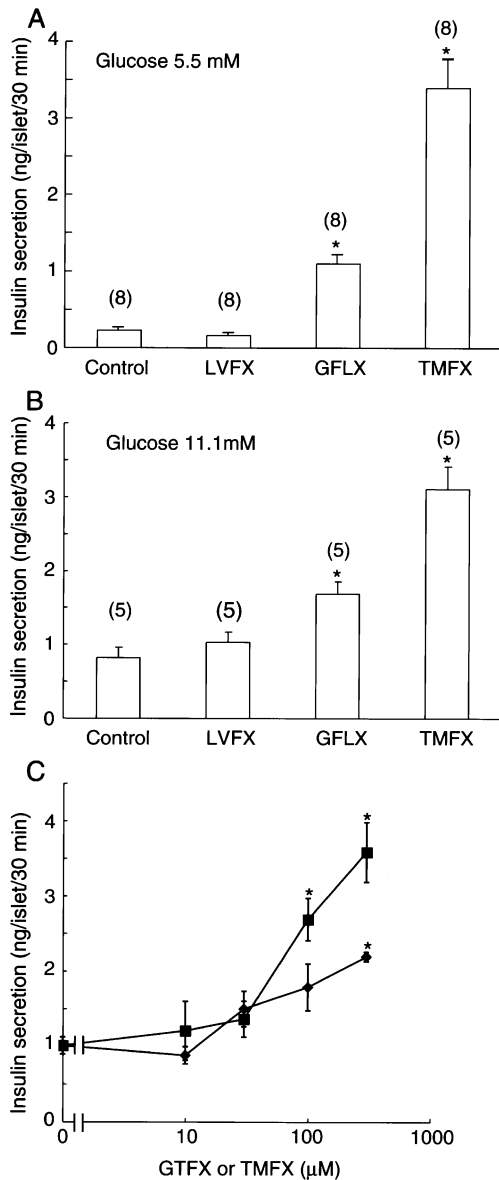 A
Insulin secretion (ng/islet/30 min)
4
3
2
1
0
Glucose 5.5 mM
(8)
(8)
(8)
*
(8)
*
Control LVFX GFLX TMFX
B
Insulin secretion (ng/islet/30 min)
4
3
2
1
0
Glucose 11.1mM
(5)
(5)
(5)
*
(5)
*
Control LVFX GFLX TMFX
C
Insulin secretion (ng/islet/30 min)
4
3
2
1
0
*
*
*
0 10 100 1000
GTFX or TMFX (μM)